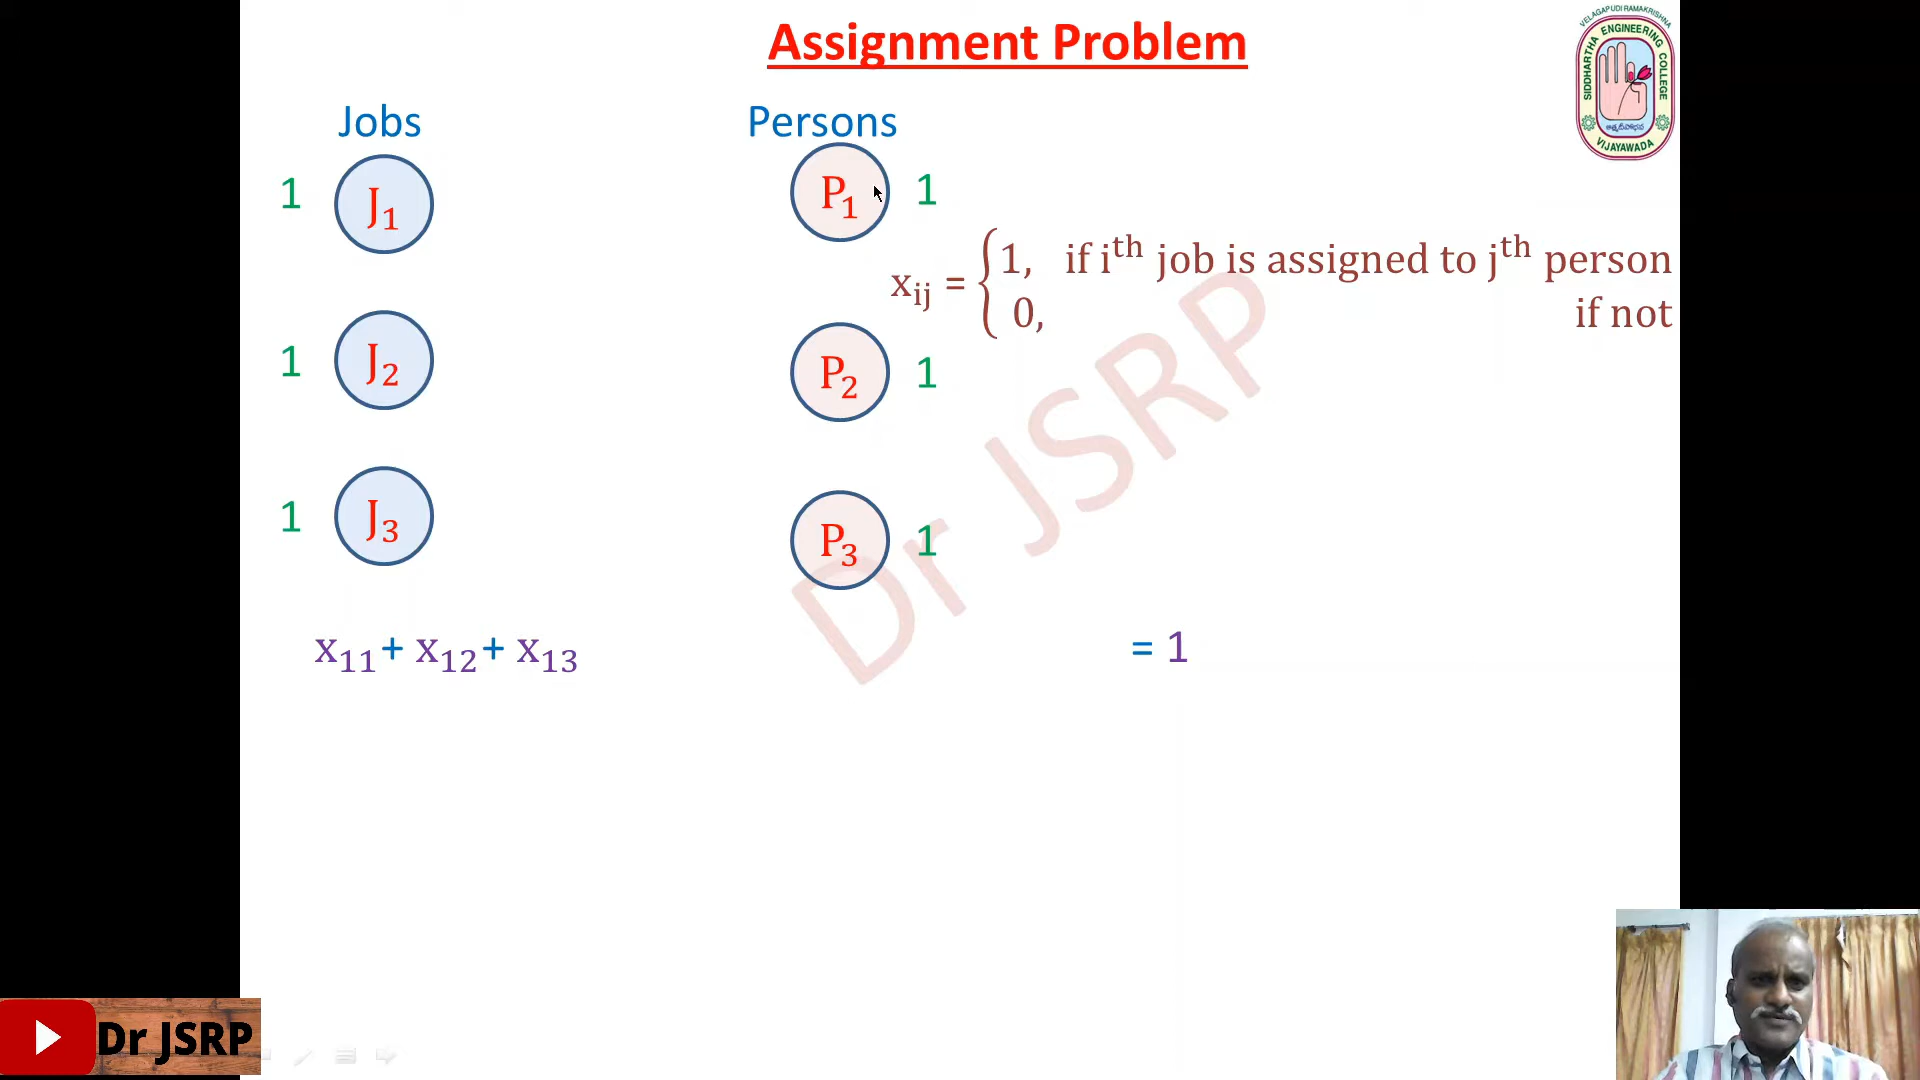 Assignment Problem
VELAGAPUDI RAMAKRISHNA
SIDDHARTHA ENGINEERING COLLEGE
VIJAYAWADA
Jobs
Persons
1 J₁
P₁ 1
xᵢⱼ = {1, if iᵗʰ job is assigned to jᵗʰ person
0, if not
1 J₂
P₂ 1
1 J₃
P₃ 1
Dr JSRP
x₁₁ + x₁₂ + x₁₃ = 1
Dr JSRP